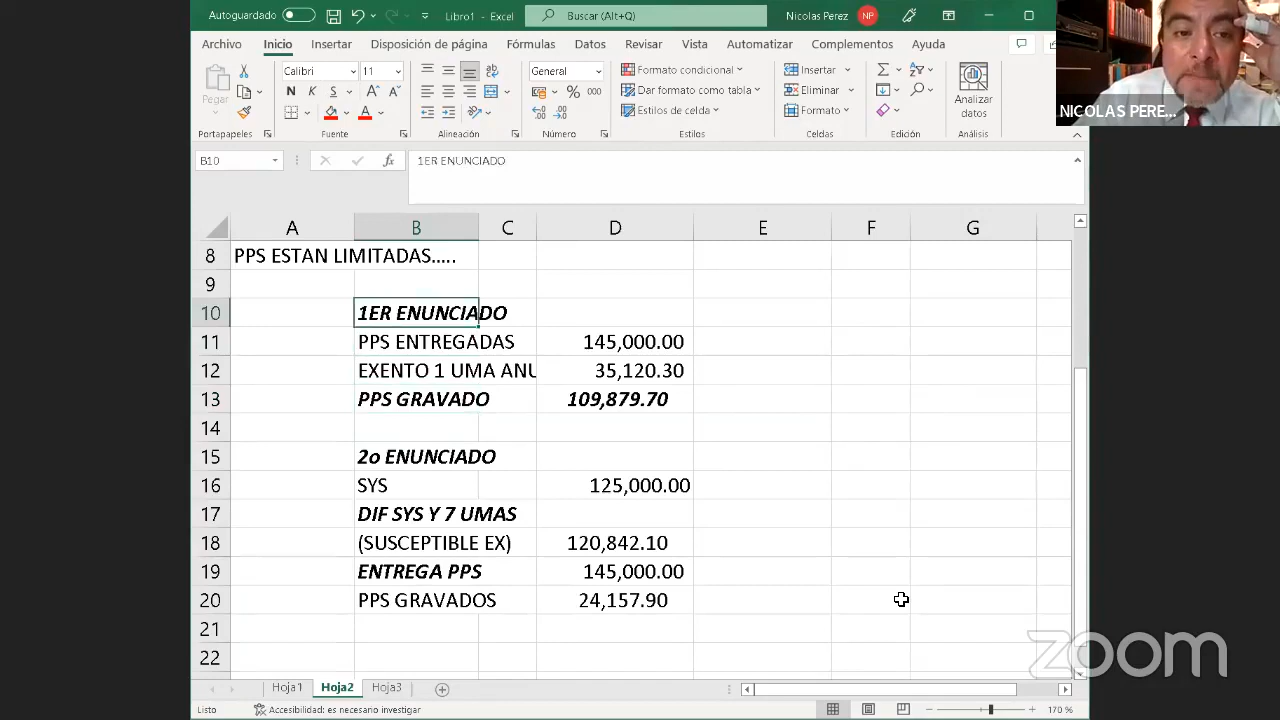 Autoguardado
Libro1 - Excel
Buscar (Alt+Q)
Nicolas Perez
NP
Archivo
Inicio
Insertar
Disposición de página
Fórmulas
Datos
Revisar
Vista
Automatizar
Complementos
Ayuda
Pegar
Calibri
11
N K S
General
% 000
Formato condicional
Dar formato como tabla
Estilos de celda
Insertar
Eliminar
Formato
Analizar datos
Portapapeles
Fuente
Alineación
Número
Estilos
Celdas
Edición
Análisis
NICOLAS PERE...
B10
fx
1ER ENUNCIADO
A B C D E F G
8 PPS ESTAN LIMITADAS.....
9
10 1ER ENUNCIADO
11 PPS ENTREGADAS 145,000.00
12 EXENTO 1 UMA ANU 35,120.30
13 PPS GRAVADO 109,879.70
14
15 2o ENUNCIADO
16 SYS 125,000.00
17 DIF SYS Y 7 UMAS
18 (SUSCEPTIBLE EX) 120,842.10
19 ENTREGA PPS 145,000.00
20 PPS GRAVADOS 24,157.90
21
22
zoom
Hoja1 Hoja2 Hoja3
Listo
Accesibilidad: es necesario investigar
170 %